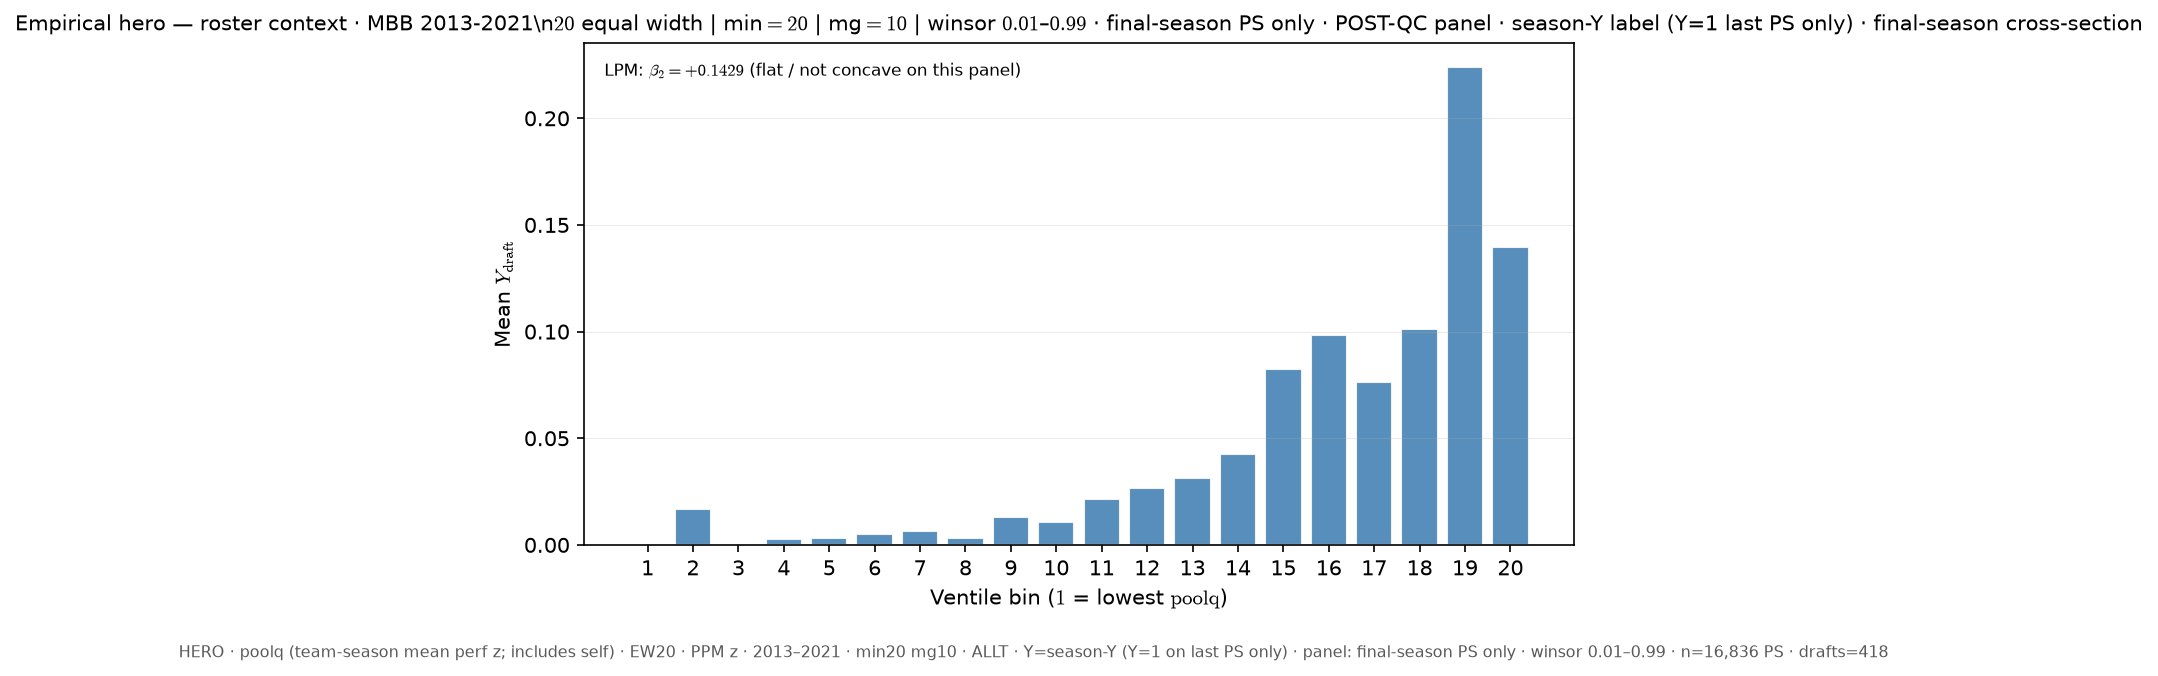 Empirical hero — roster context · MBB 2013-2021\n20 equal width | min = 20 | mg = 10 | winsor 0.01–0.99 · final-season PS only · POST-QC panel · season-Y label (Y=1 last PS only) · final-season cross-section
LPM: β₂ = +0.1429 (flat / not concave on this panel)
0.20
0.15
0.10
0.05
0.00
Mean Y_draft
1 2 3 4 5 6 7 8 9 10 11 12 13 14 15 16 17 18 19 20
Ventile bin (1 = lowest poolq)
HERO · poolq (team-season mean perf z; includes self) · EW20 · PPM z · 2013–2021 · min20 mg10 · ALLT · Y=season-Y (Y=1 on last PS only) · panel: final-season PS only · winsor 0.01–0.99 · n=16,836 PS · drafts=418